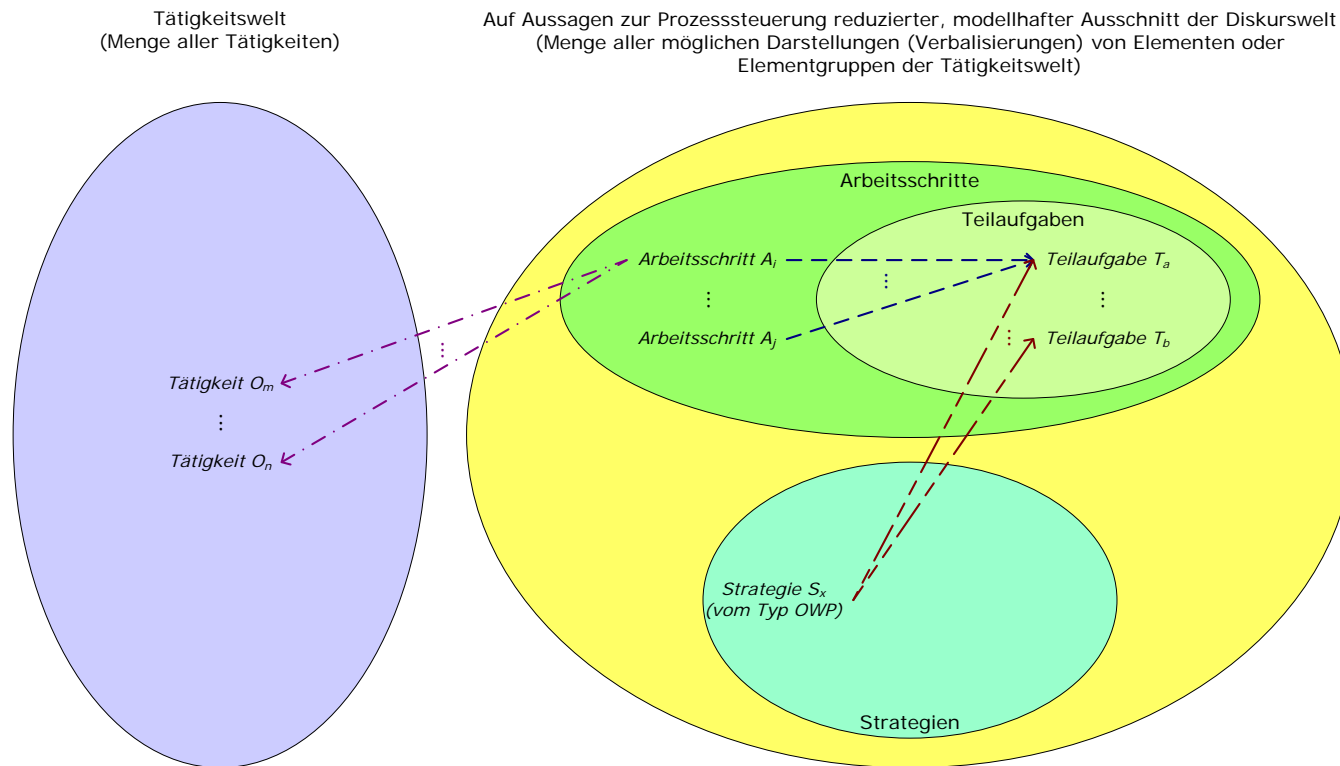 Tätigkeitswelt
(Menge aller Tätigkeiten)
Auf Aussagen zur Prozesssteuerung reduzierter, modellhafter Ausschnitt der Diskurswelt
(Menge aller möglichen Darstellungen (Verbalisierungen) von Elementen oder
Elementgruppen der Tätigkeitswelt)
Arbeitsschritte
Teilaufgaben
Arbeitsschritt Ai
Teilaufgabe Ta
⋮
⋮
⋮
Arbeitsschritt Aj
⋮
Teilaufgabe Tb
⋮
Tätigkeit Om
⋮
Tätigkeit On
Strategie Sx
(vom Typ OWP)
Strategien